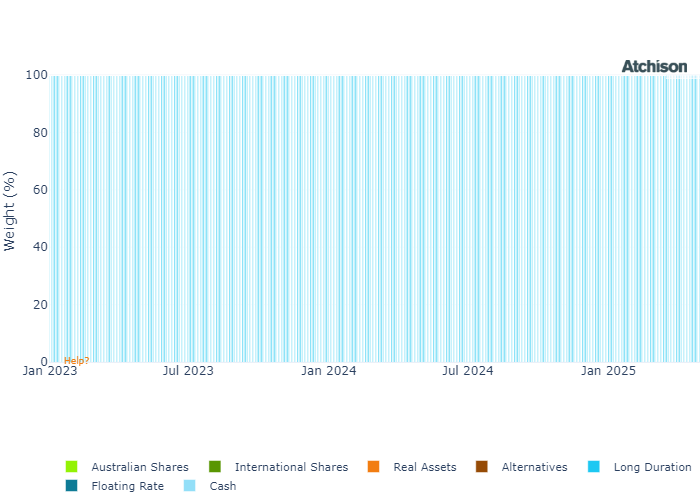 Atchison
100
80
60
40
20
0
Weight (%)
Help?
Jan 2023 Jul 2023 Jan 2024 Jul 2024 Jan 2025
Australian Shares International Shares Real Assets Alternatives Long Duration
Floating Rate Cash